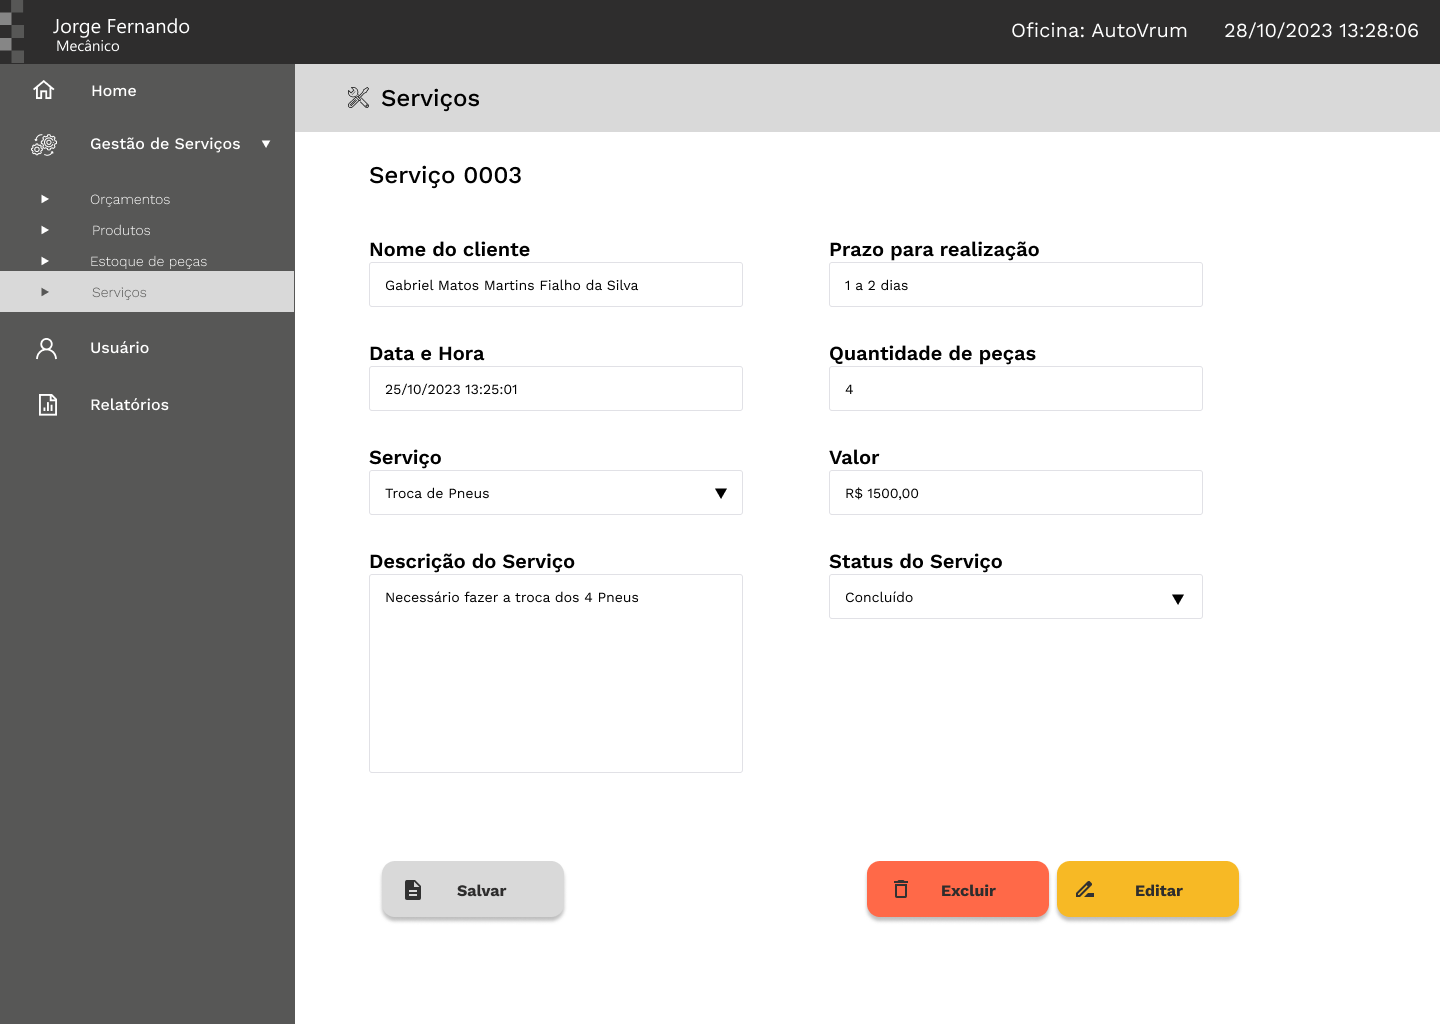 Jorge Fernando
Mecânico
Oficina: AutoVrum
28/10/2023 13:28:06
Home
Gestão de Serviços
Orçamentos
Produtos
Estoque de peças
Serviços
Usuário
Relatórios
Serviços
Serviço 0003
Nome do cliente
Gabriel Matos Martins Fialho da Silva
Prazo para realização
1 a 2 dias
Data e Hora
25/10/2023 13:25:01
Quantidade de peças
4
Serviço
Troca de Pneus
Valor
R$ 1500,00
Descrição do Serviço
Necessário fazer a troca dos 4 Pneus
Status do Serviço
Concluído
Salvar
Excluir
Editar